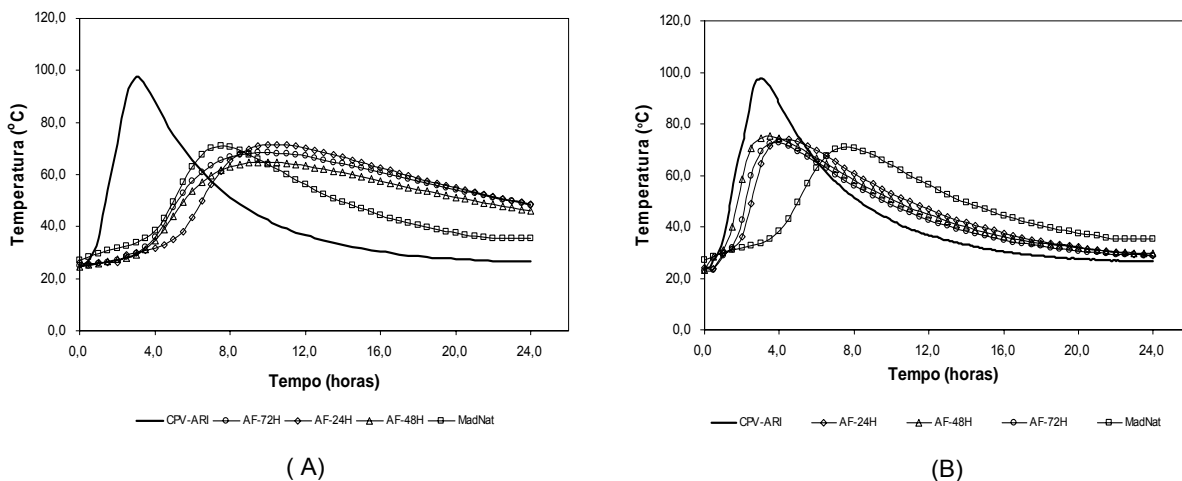 120,0
100,0
80,0
60,0
40,0
20,0
0,0
Temperatura (°C)
0,0 4,0 8,0 12,0 16,0 20,0 24,0
Tempo (horas)
CPV-ARI AF-72H AF-24H AF-48H MadNat
( A)
120,0
100,0
80,0
60,0
40,0
20,0
0,0
Temperatura (°C)
0,0 4,0 8,0 12,0 16,0 20,0 24,0
Tempo (horas)
CPV-ARI AF-24H AF-48H AF-72H MadNat
(B)